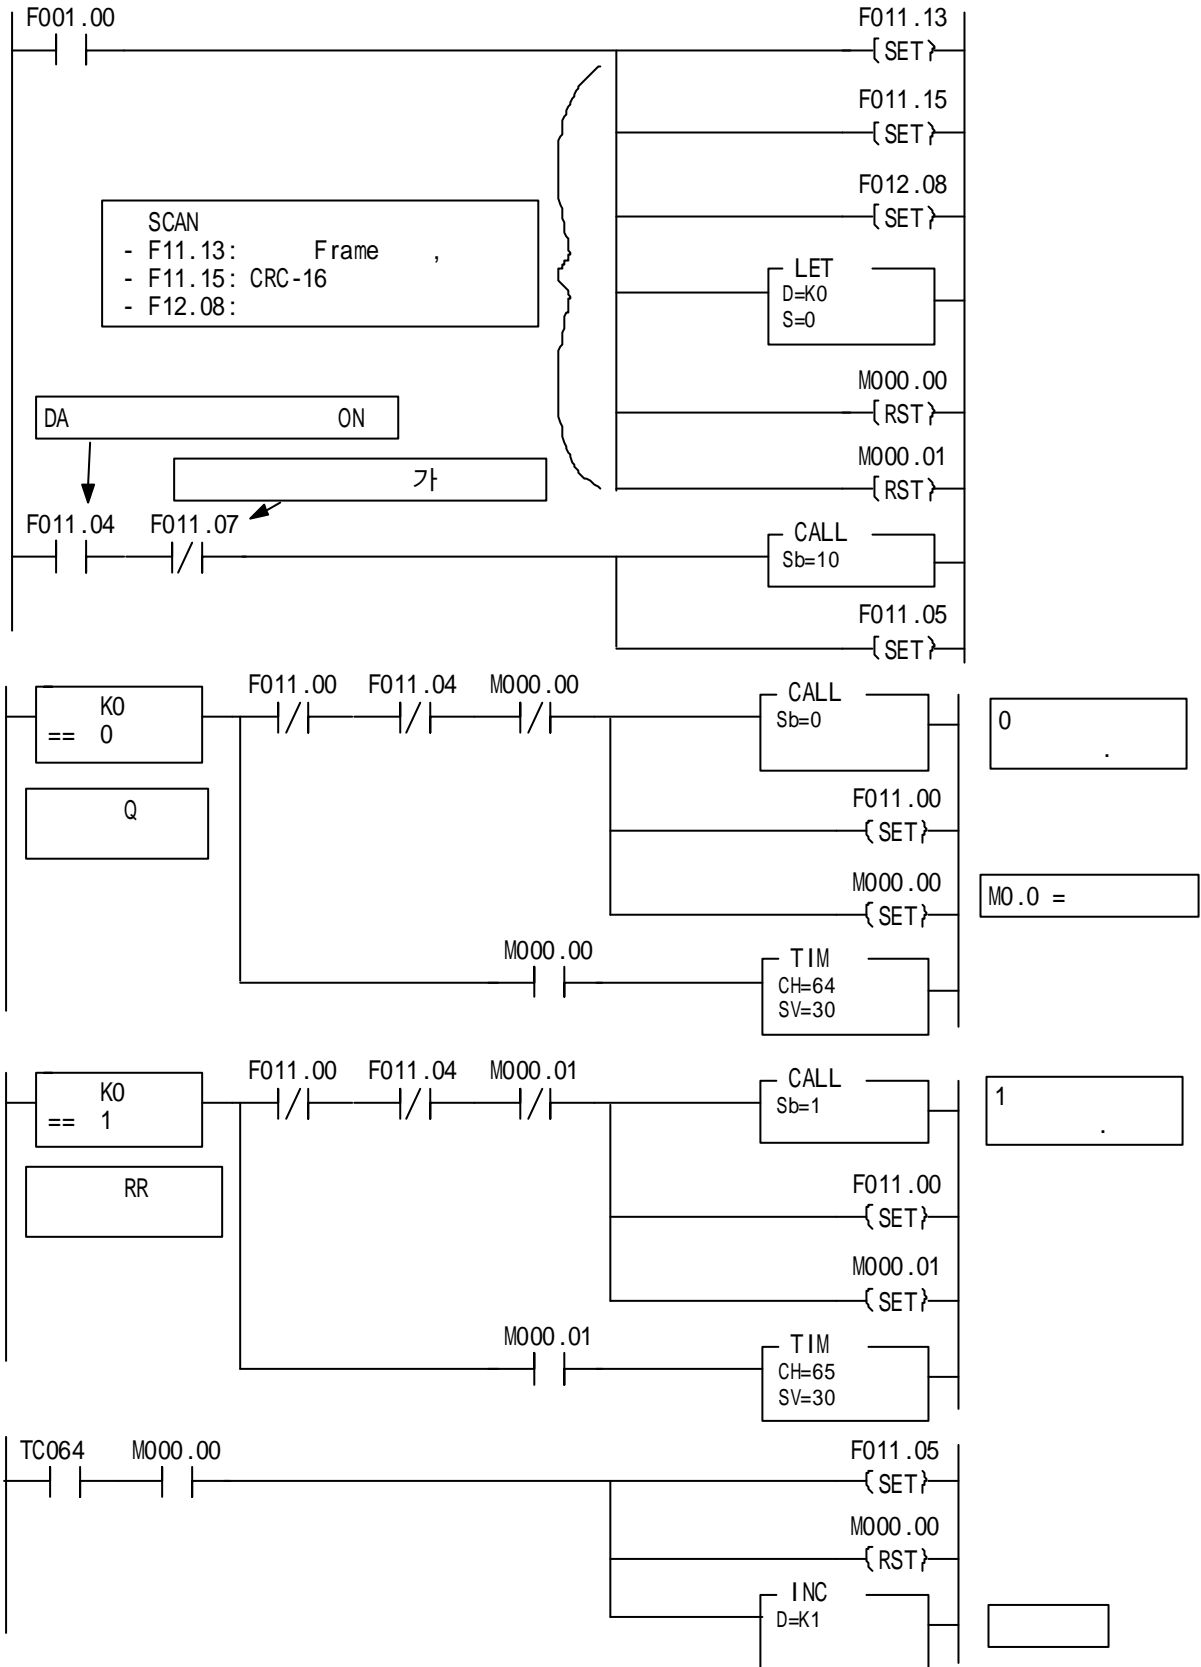 F001.00
F011.13
SET
F011.15
SET
F012.08
SET
SCAN
- F11.13: Frame ,
- F11.15: CRC-16
- F12.08:
LET
D=K0
S=0
M000.00
RST
DA ON
M000.01
RST
가
F011.04 F011.07
CALL
Sb=10
F011.05
SET
K0
== 0
F011.00 F011.04 M000.00
CALL
Sb=0
0
.
Q
F011.00
SET
M000.00
SET
M0.0 =
M000.00
TIM
CH=64
SV=30
K0
== 1
F011.00 F011.04 M000.01
CALL
Sb=1
1
.
RR
F011.00
SET
M000.01
SET
M000.01
TIM
CH=65
SV=30
TC064 M000.00
F011.05
SET
M000.00
RST
INC
D=K1